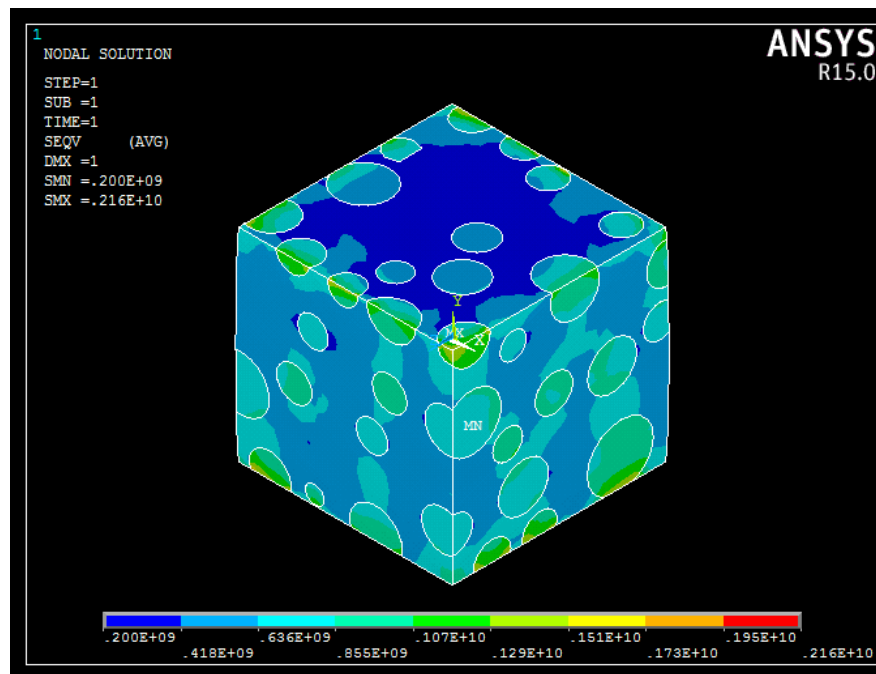 1
ANSYS
R15.0
NODAL SOLUTION
STEP=1
SUB =1
TIME=1
SEQV (AVG)
DMX =1
SMN =.200E+09
SMX =.216E+10
Y
MX
X
MN
.200E+09 .636E+09 .107E+10 .151E+10 .195E+10
.418E+09 .855E+09 .129E+10 .173E+10 .216E+10